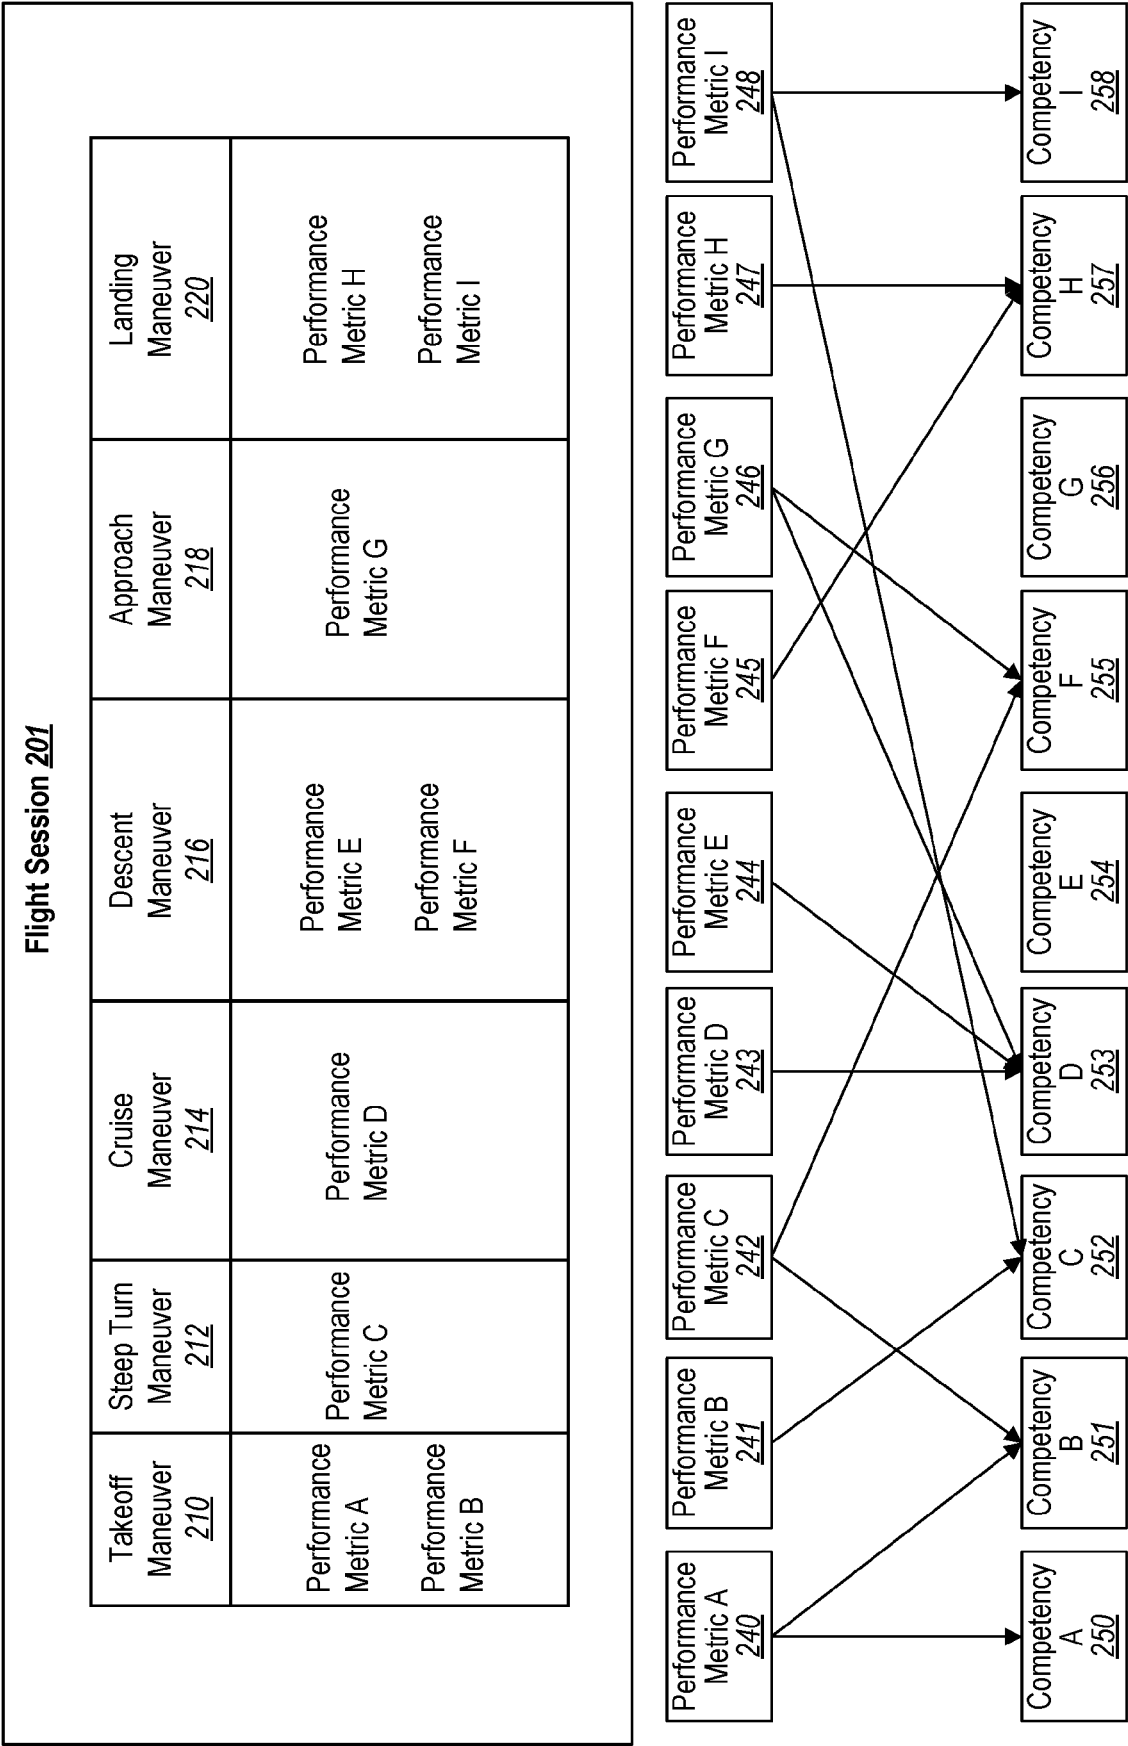 Flight Session 201
Takeoff
Maneuver
210
Steep Turn
Maneuver
212
Cruise
Maneuver
214
Descent
Maneuver
216
Approach
Maneuver
218
Landing
Maneuver
220
Performance
Metric A
Performance
Metric B
Performance
Metric C
Performance
Metric D
Performance
Metric E
Performance
Metric F
Performance
Metric G
Performance
Metric H
Performance
Metric I
Performance
Metric A
240
Performance
Metric B
241
Performance
Metric C
242
Performance
Metric D
243
Performance
Metric E
244
Performance
Metric F
245
Performance
Metric G
246
Performance
Metric H
247
Performance
Metric I
248
Competency
A
250
Competency
B
251
Competency
C
252
Competency
D
253
Competency
E
254
Competency
F
255
Competency
G
256
Competency
H
257
Competency
I
258